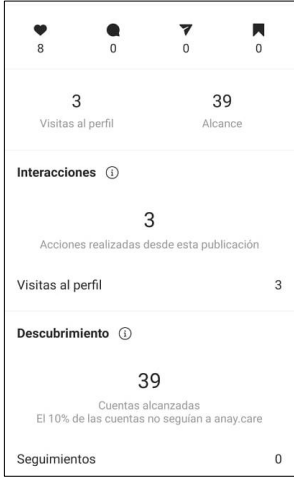 8 0 0 0
3 39
Visitas al perfil Alcance
Interacciones
3
Acciones realizadas desde esta publicación
Visitas al perfil 3
Descubrimiento
39
Cuentas alcanzadas
El 10% de las cuentas no seguían a anay.care
Seguimientos 0